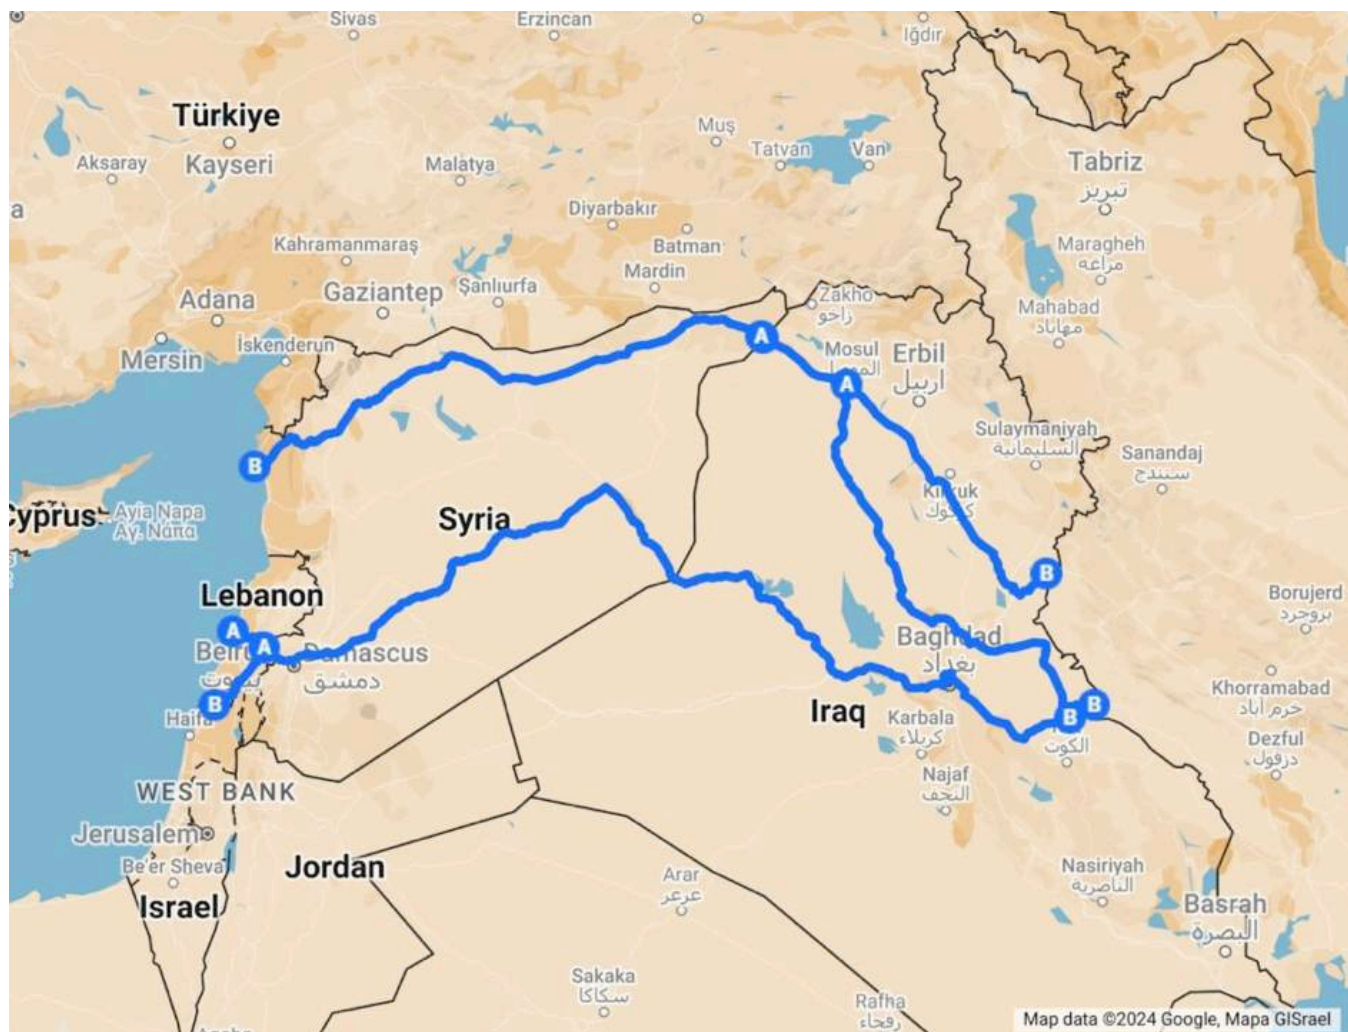 Sivas
Erzincan
Iğdır
Türkiye
Kayseri
Aksaray
Malatya
Muş
Tatvan
Van
Tabriz
تبریز
a
Diyarbakır
Batman
Kahramanmaraş
Maragheh
مراغه
Mardin
Şanlıurfa
Gaziantep
Adana
Zakho
زاخو
Mahabad
مهاباد
Mersin
İskenderun
Mosul
Erbil
اربيل
A
A
Sulaymaniyah
السليمانية
Sanandaj
سنندج
B
Cyprus
Ayia Napa
Αγ. Νάπα
Syria
B
Lebanon
Borujerd
بروجرد
A
A
Damascus
دمشق
Baghdad
بغداد
Khorramabad
خرم آباد
B
Haifa
Iraq
Karbala
كربلاء
B
B
الكوت
Dezful
دزفول
Najaf
النجف
WEST BANK
Jerusalem
Be'er Sheva
Israel
Jordan
Arar
عرعر
Nasiriyah
الناصرية
Basrah
البصرة
Sakaka
سكاكا
Rafha
رفحاء
Map data ©2024 Google, Mapa GISrael